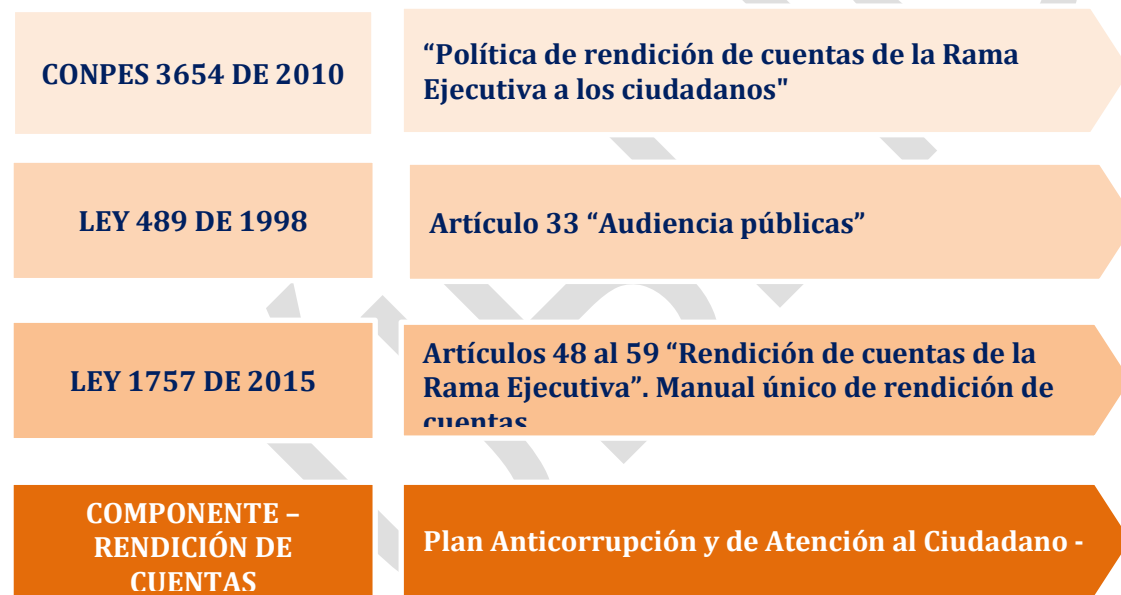 CONPES 3654 DE 2010
“Política de rendición de cuentas de la Rama
Ejecutiva a los ciudadanos"
LEY 489 DE 1998
Artículo 33 “Audiencia públicas”
LEY 1757 DE 2015
Artículos 48 al 59 “Rendición de cuentas de la
Rama Ejecutiva”. Manual único de rendición de
cuentas
COMPONENTE –
RENDICIÓN DE
CUENTAS
Plan Anticorrupción y de Atención al Ciudadano -